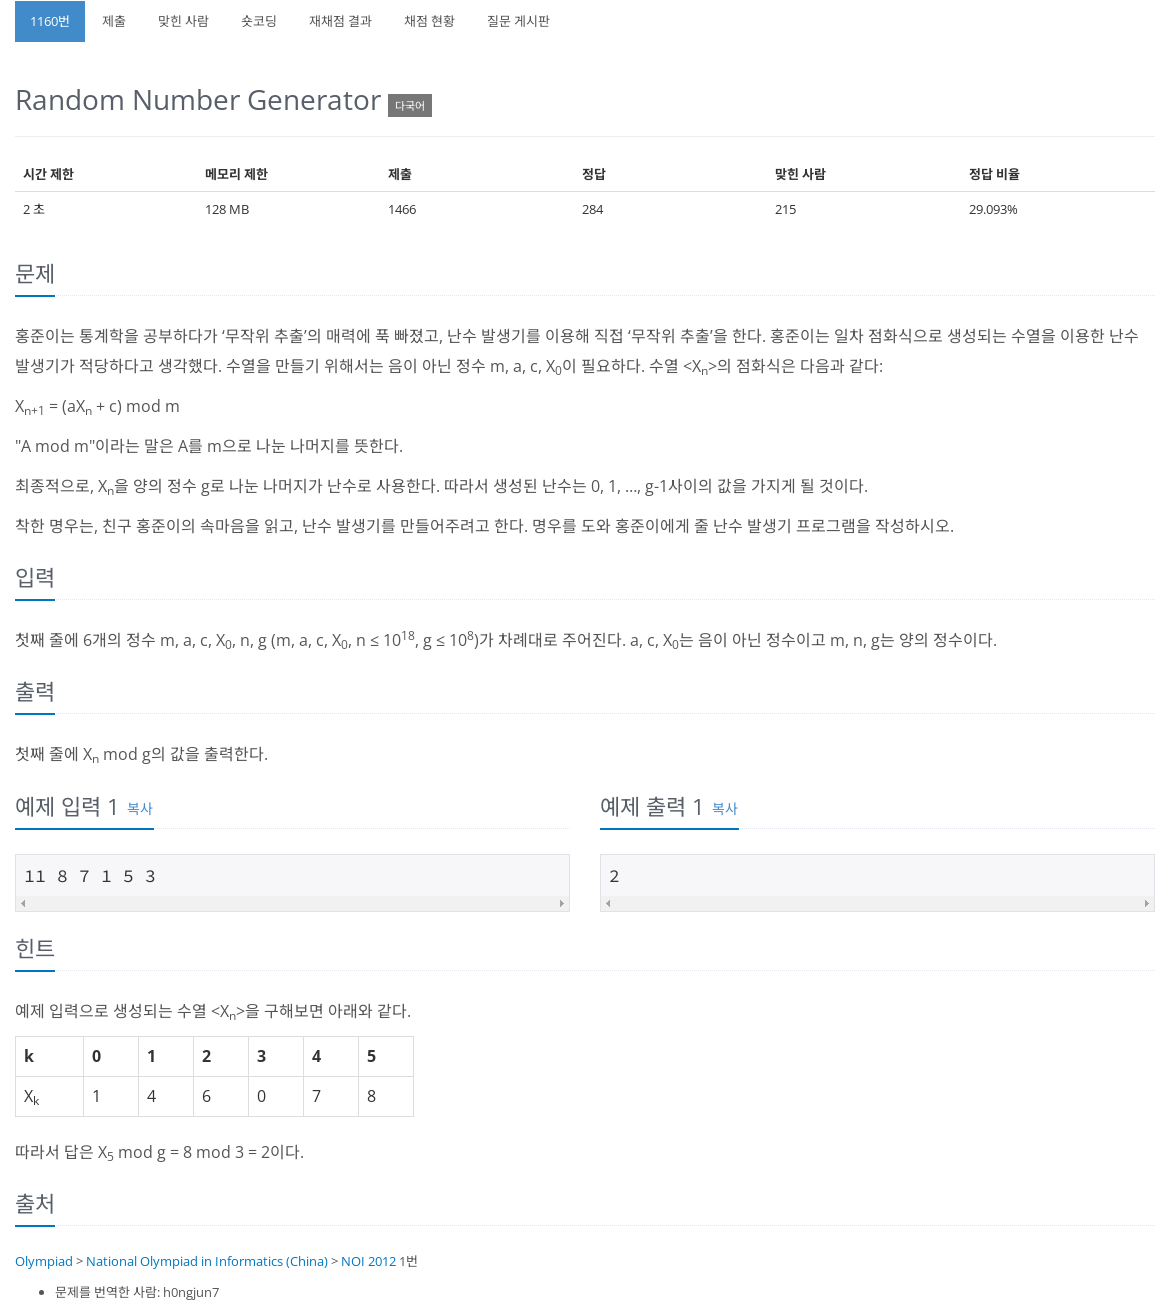 1160번 제출 맞힌 사람 숏코딩 재채점 결과 채점 현황 질문 게시판
Random Number Generator 다국어
시간 제한 메모리 제한 제출 정답 맞힌 사람 정답 비율
2 초 128 MB 1466 284 215 29.093%
문제
홍준이는 통계학을 공부하다가 ‘무작위 추출’의 매력에 푹 빠졌고, 난수 발생기를 이용해 직접 ‘무작위 추출’을 한다. 홍준이는 일차 점화식으로 생성되는 수열을 이용한 난수
발생기가 적당하다고 생각했다. 수열을 만들기 위해서는 음이 아닌 정수 m, a, c, X0이 필요하다. 수열 <Xn>의 점화식은 다음과 같다:
Xn+1 = (aXn + c) mod m
"A mod m"이라는 말은 A를 m으로 나눈 나머지를 뜻한다.
최종적으로, Xn을 양의 정수 g로 나눈 나머지가 난수로 사용한다. 따라서 생성된 난수는 0, 1, ..., g-1사이의 값을 가지게 될 것이다.
착한 명우는, 친구 홍준이의 속마음을 읽고, 난수 발생기를 만들어주려고 한다. 명우를 도와 홍준이에게 줄 난수 발생기 프로그램을 작성하시오.
입력
첫째 줄에 6개의 정수 m, a, c, X0, n, g (m, a, c, X0, n ≤ 10^18, g ≤ 10^8)가 차례대로 주어진다. a, c, X0는 음이 아닌 정수이고 m, n, g는 양의 정수이다.
출력
첫째 줄에 Xn mod g의 값을 출력한다.
예제 입력 1 복사 예제 출력 1 복사
11 8 7 1 5 3 2
힌트
예제 입력으로 생성되는 수열 <Xn>을 구해보면 아래와 같다.
k 0 1 2 3 4 5
Xk 1 4 6 0 7 8
따라서 답은 X5 mod g = 8 mod 3 = 2이다.
출처
Olympiad > National Olympiad in Informatics (China) > NOI 2012 1번
• 문제를 번역한 사람: h0ngjun7